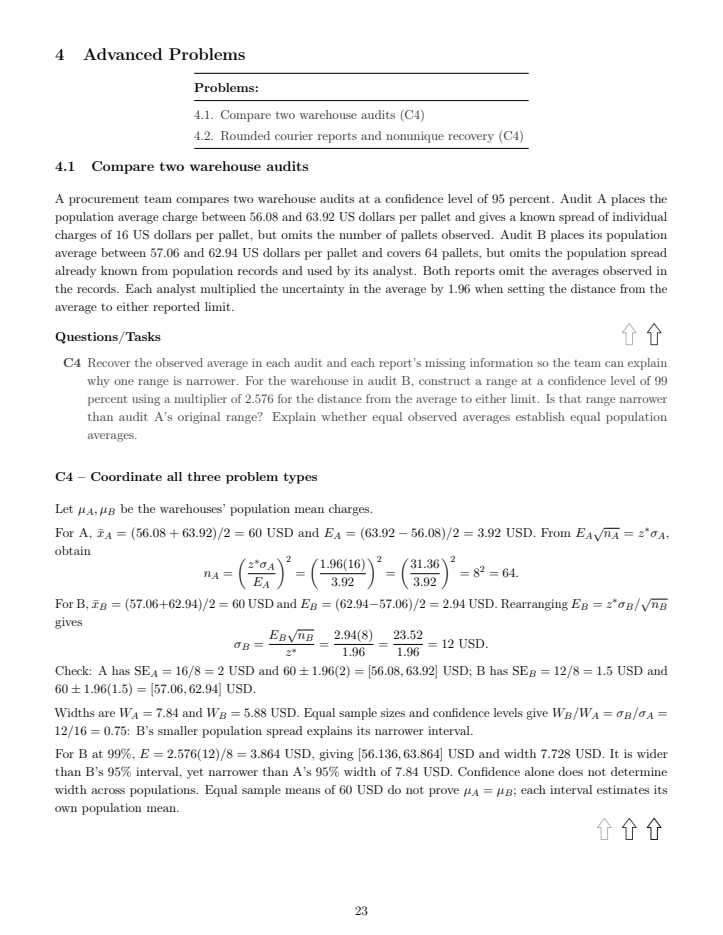 4 Advanced Problems
Problems:
4.1. Compare two warehouse audits (C4)
4.2. Rounded courier reports and nonunique recovery (C4)
4.1 Compare two warehouse audits
A procurement team compares two warehouse audits at a confidence level of 95 percent. Audit A places the
population average charge between 56.08 and 63.92 US dollars per pallet and gives a known spread of individual
charges of 16 US dollars per pallet, but omits the number of pallets observed. Audit B places its population
average between 57.06 and 62.94 US dollars per pallet and covers 64 pallets, but omits the population spread
already known from population records and used by its analyst. Both reports omit the averages observed in
the records. Each analyst multiplied the uncertainty in the average by 1.96 when setting the distance from the
average to either reported limit.
Questions/Tasks
C4 Recover the observed average in each audit and each report's missing information so the team can explain
why one range is narrower. For the warehouse in audit B, construct a range at a confidence level of 99
percent using a multiplier of 2.576 for the distance from the average to either limit. Is that range narrower
than audit A's original range? Explain whether equal observed averages establish equal population
averages.
C4 – Coordinate all three problem types
Let μ_A, μ_B be the warehouses' population mean charges.
For A, x̄_A = (56.08 + 63.92)/2 = 60 USD and E_A = (63.92 − 56.08)/2 = 3.92 USD. From E_A√n_A = z*σ_A,
obtain
n_A = (z*σ_A / E_A)² = (1.96(16) / 3.92)² = (31.36 / 3.92)² = 8² = 64.
For B, x̄_B = (57.06+62.94)/2 = 60 USD and E_B = (62.94−57.06)/2 = 2.94 USD. Rearranging E_B = z*σ_B/√n_B
gives
σ_B = E_B√n_B / z* = 2.94(8) / 1.96 = 23.52 / 1.96 = 12 USD.
Check: A has SE_A = 16/8 = 2 USD and 60 ± 1.96(2) = [56.08, 63.92] USD; B has SE_B = 12/8 = 1.5 USD and
60 ± 1.96(1.5) = [57.06, 62.94] USD.
Widths are W_A = 7.84 and W_B = 5.88 USD. Equal sample sizes and confidence levels give W_B/W_A = σ_B/σ_A =
12/16 = 0.75: B's smaller population spread explains its narrower interval.
For B at 99%, E = 2.576(12)/8 = 3.864 USD, giving [56.136, 63.864] USD and width 7.728 USD. It is wider
than B's 95% interval, yet narrower than A's 95% width of 7.84 USD. Confidence alone does not determine
width across populations. Equal sample means of 60 USD do not prove μ_A = μ_B; each interval estimates its
own population mean.
23